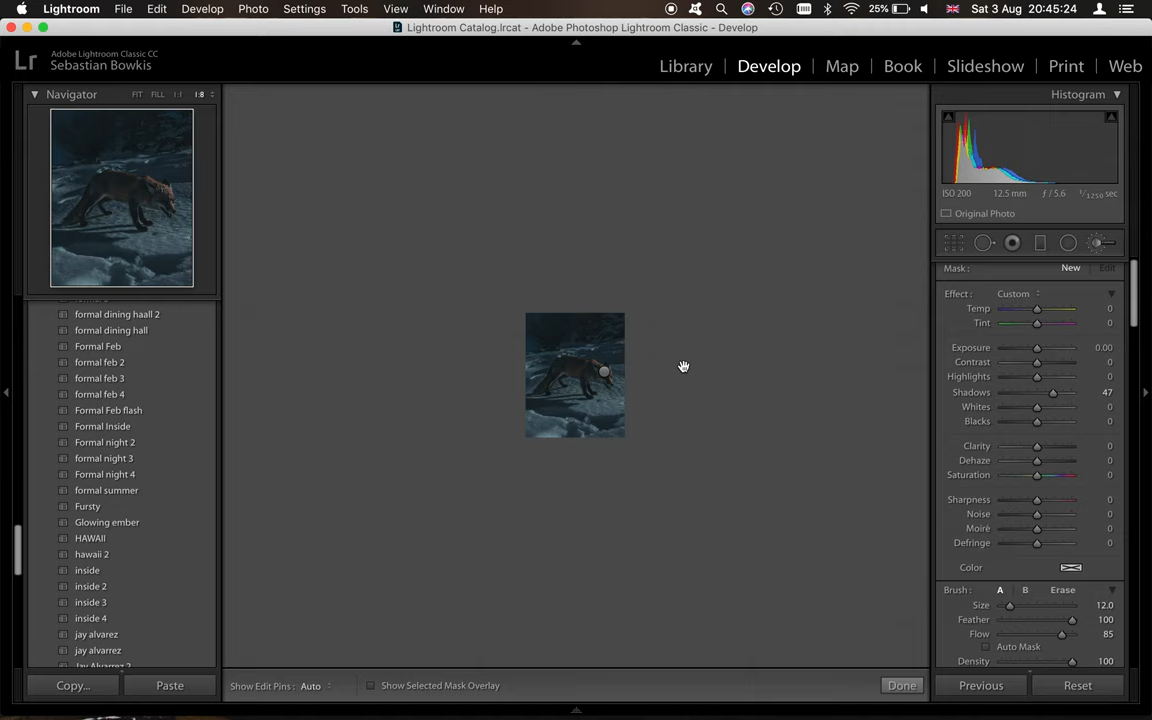 Lightroom File Edit Develop Photo Settings Tools View Window Help 25% Sat 3 Aug 20:45:24
Lightroom Catalog.lrcat - Adobe Photoshop Lightroom Classic - Develop
Lr Adobe Lightroom Classic CC
Sebastian Bowkis
Library Develop Map Book Slideshow Print Web
Navigator FIT FILL 1:1 1:8
Histogram
ISO 200 12.5 mm ƒ / 5.6 1/1250 sec
Original Photo
Mask : New Edit
Effect : Custom
Temp 0
Tint 0
Exposure 0.00
Contrast 0
Highlights 0
Shadows 47
Whites 0
Blacks 0
Clarity 0
Dehaze 0
Saturation 0
Sharpness 0
Noise 0
Moiré 0
Defringe 0
Color
Brush : A B Erase
Size 12.0
Feather 100
Flow 85
Auto Mask
Density 100
formal dining haall 2
formal dining hall
Formal Feb
formal feb 2
formal feb 3
formal feb 4
Formal Feb flash
Formal Inside
Formal night 2
formal night 3
Formal night 4
formal summer
Fursty
Glowing ember
HAWAII
hawaii 2
inside
inside 2
inside 3
inside 4
jay alvarez
jay alvarrez
Jay Alvarrez 2
Copy... Paste
Show Edit Pins : Auto Show Selected Mask Overlay Done
Previous Reset